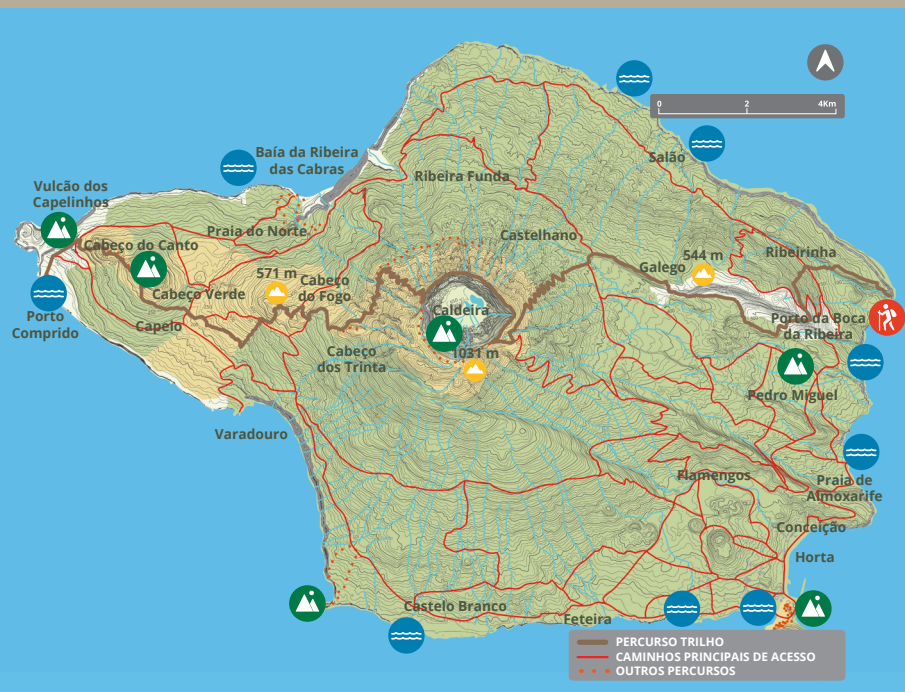 0 2 4Km
Salão
Baía da Ribeira
das Cabras
Ribeira Funda
Vulcão dos
Capelinhos
Praia do Norte
Castelhano
Cabeço do Canto
544 m
Ribeirinha
Galego
571 m
Cabeço
do Fogo
Cabeço Verde
Caldeira
Porto
Comprido
Capelo
Porto da Boca
da Ribeira
Cabeço
dos Trinta
1031 m
Pedro Miguel
Varadouro
Flamengos
Praia de
Almoxarife
Conceição
Horta
Castelo Branco
Feteira
PERCURSO TRILHO
CAMINHOS PRINCIPAIS DE ACESSO
OUTROS PERCURSOS